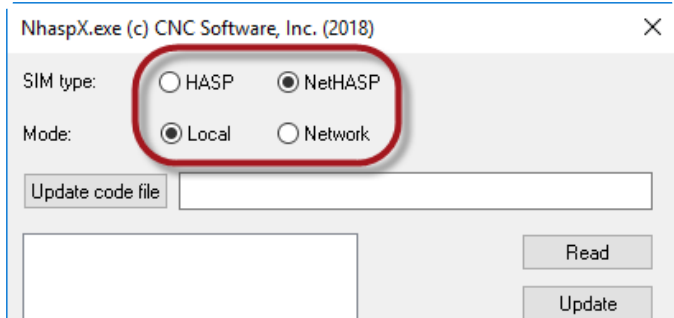 NhaspX.exe (c) CNC Software, Inc. (2018)
SIM type: HASP NetHASP
Mode: Local Network
Update code file
Read
Update